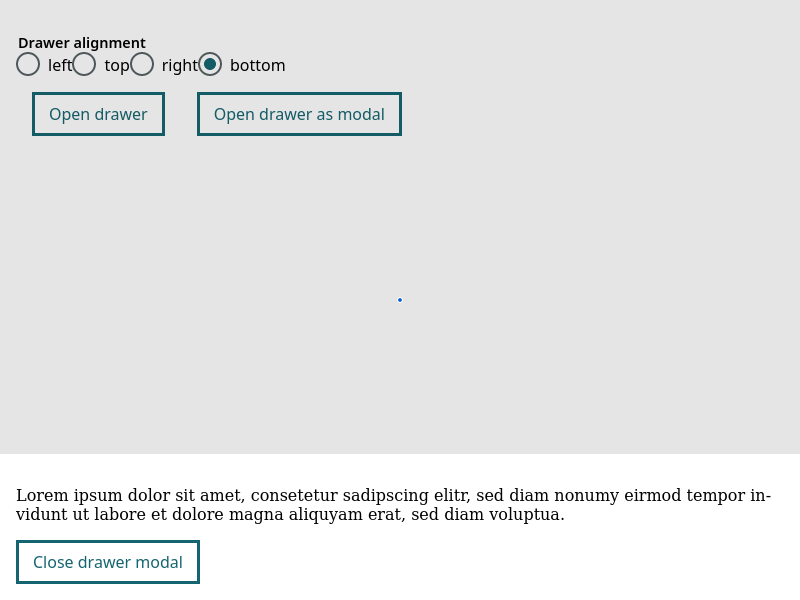 Drawer alignment
left top right bottom
Open drawer Open drawer as modal
Lorem ipsum dolor sit amet, consetetur sadipscing elitr, sed diam nonumy eirmod tempor in-
vidunt ut labore et dolore magna aliquyam erat, sed diam voluptua.
Close drawer modal